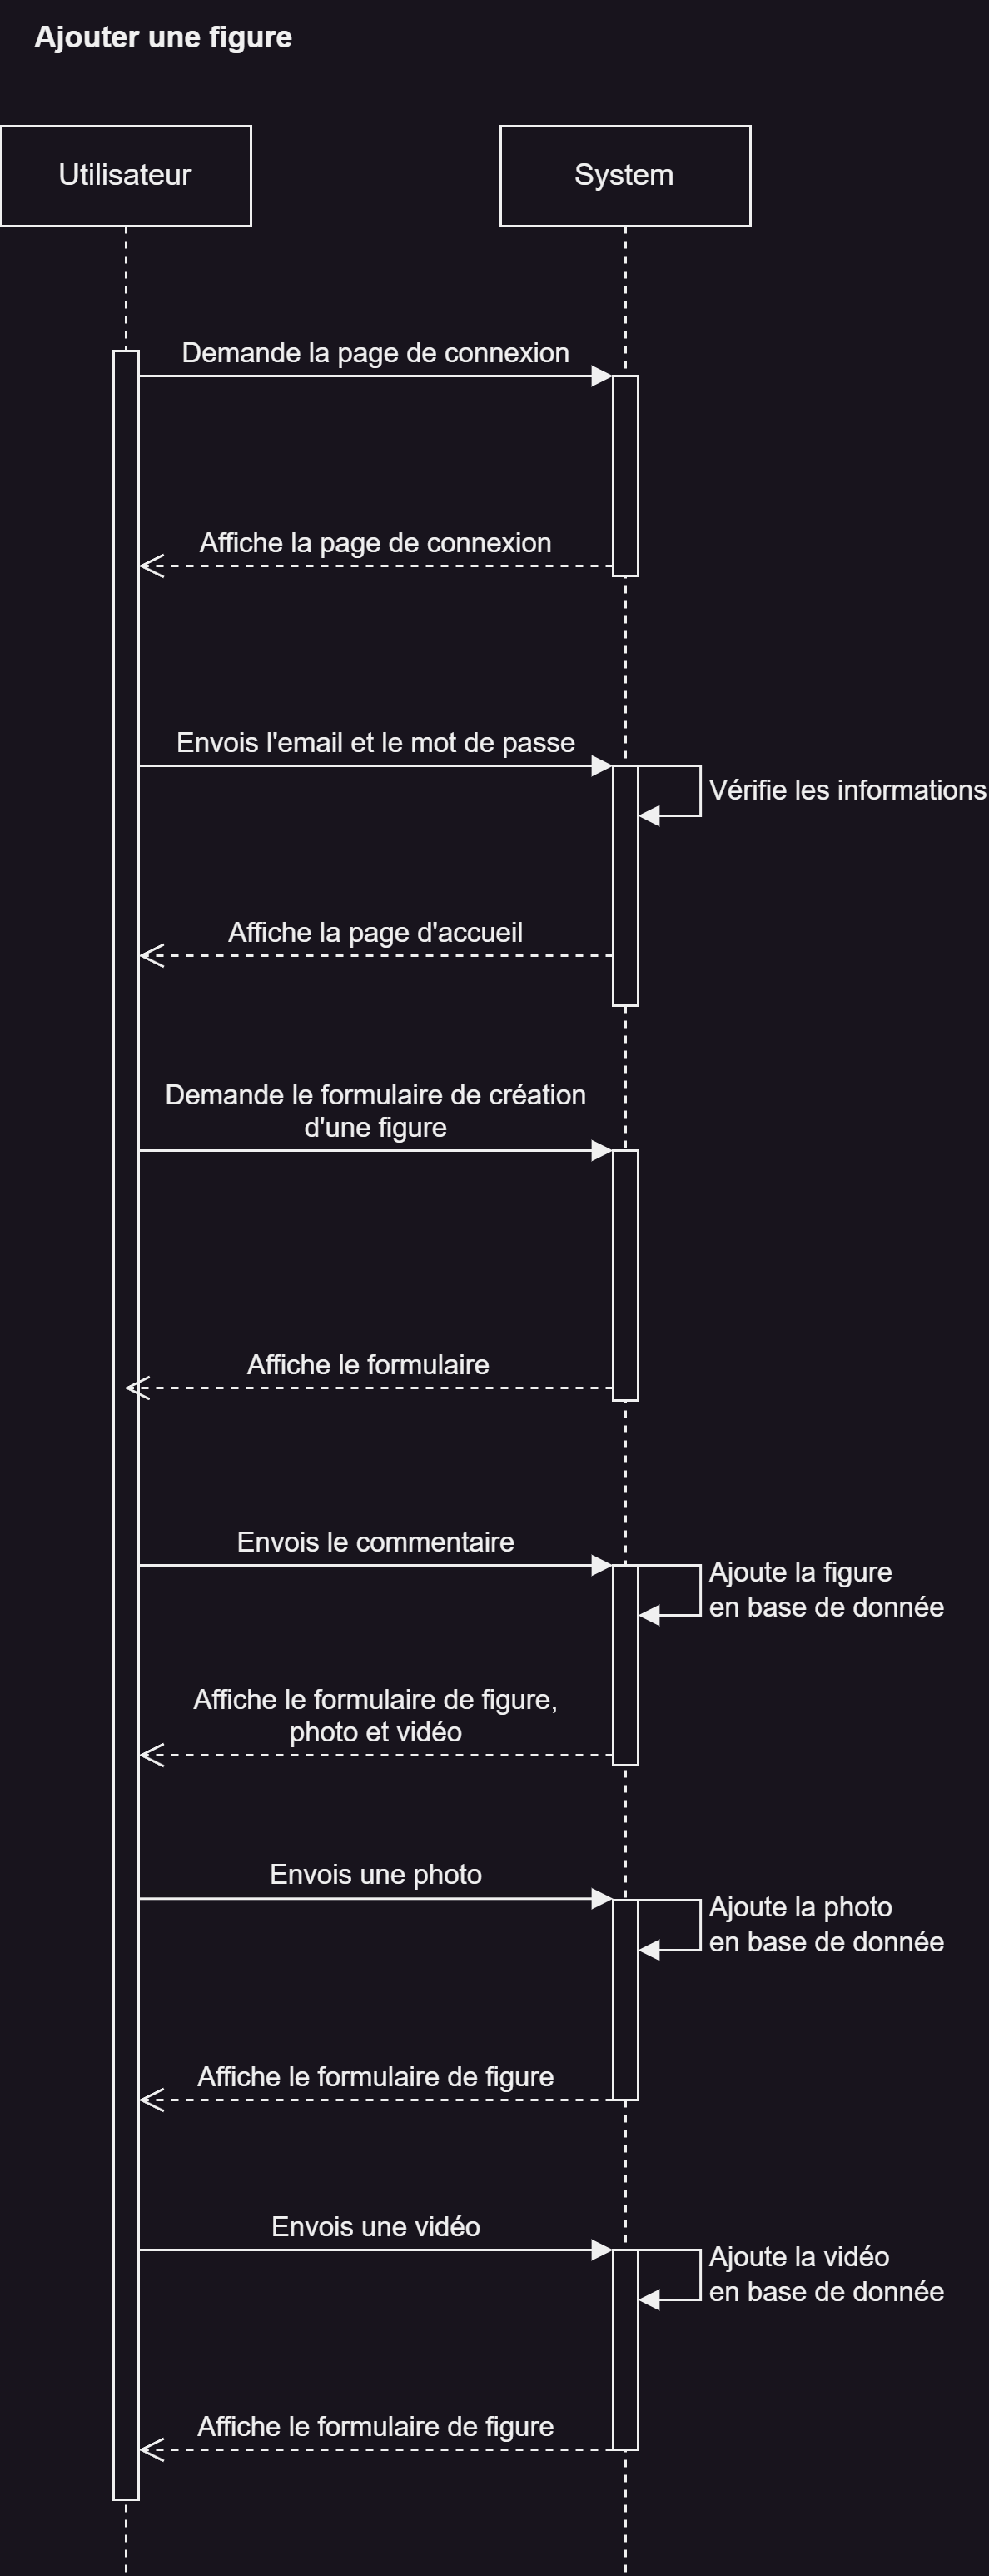 Ajouter une figure
Utilisateur
System
Demande la page de connexion
Affiche la page de connexion
Envois l'email et le mot de passe
Vérifie les informations
Affiche la page d'accueil
Demande le formulaire de création
d'une figure
Affiche le formulaire
Envois le commentaire
Ajoute la figure
en base de donnée
Affiche le formulaire de figure,
photo et vidéo
Envois une photo
Ajoute la photo
en base de donnée
Affiche le formulaire de figure
Envois une vidéo
Ajoute la vidéo
en base de donnée
Affiche le formulaire de figure